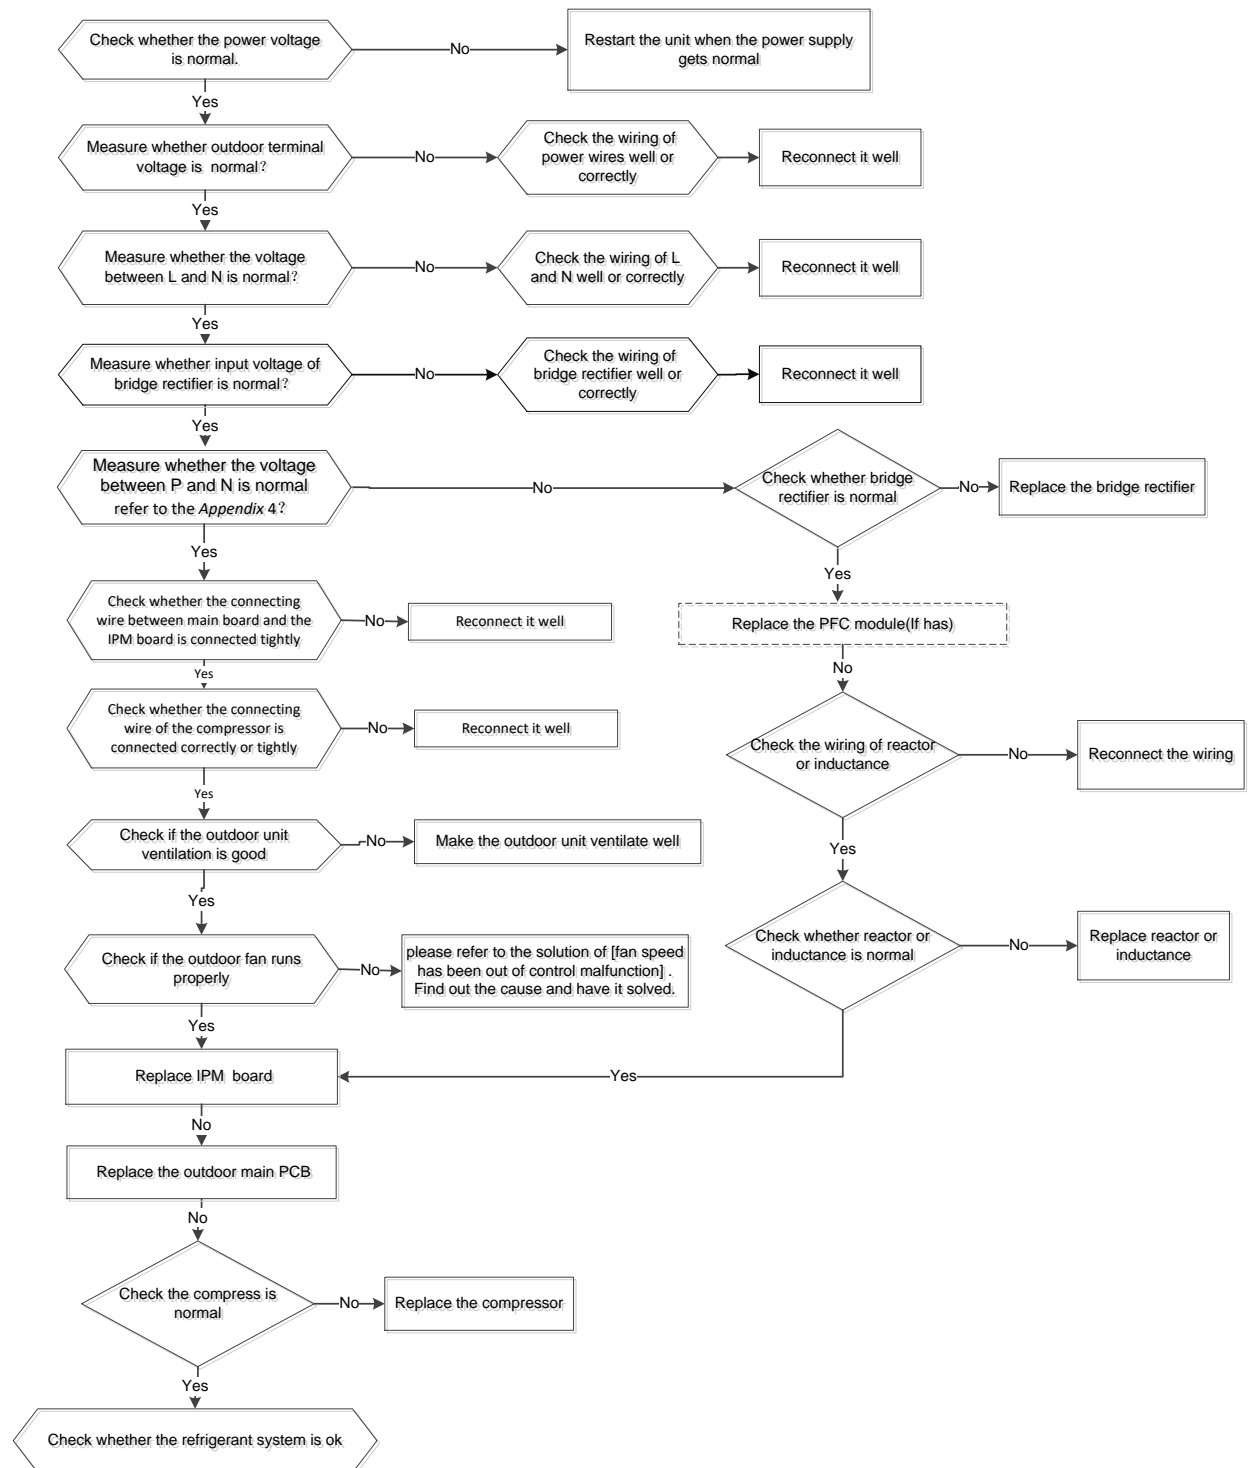 Check whether the power voltage
is normal.
No
Restart the unit when the power supply
gets normal
Yes
Measure whether outdoor terminal
voltage is normal?
No
Check the wiring of
power wires well or
correctly
Reconnect it well
Yes
Measure whether the voltage
between L and N is normal?
No
Check the wiring of L
and N well or correctly
Reconnect it well
Yes
Measure whether input voltage of
bridge rectifier is normal?
No
Check the wiring of
bridge rectifier well or
correctly
Reconnect it well
Yes
Measure whether the voltage
between P and N is normal
refer to the Appendix 4?
No
Check whether bridge
rectifier is normal
No
Replace the bridge rectifier
Yes
Yes
Check whether the connecting
wire between main board and the
IPM board is connected tightly
No
Reconnect it well
Replace the PFC module(If has)
Yes
No
Check whether the connecting
wire of the compressor is
connected correctly or tightly
No
Reconnect it well
Check the wiring of reactor
or inductance
No
Reconnect the wiring
Yes
Check if the outdoor unit
ventilation is good
No
Make the outdoor unit ventilate well
Yes
Yes
Check if the outdoor fan runs
properly
No
please refer to the solution of [fan speed
has been out of control malfunction] .
Find out the cause and have it solved.
Check whether reactor or
inductance is normal
No
Replace reactor or
inductance
Yes
Replace IPM board
Yes
No
Replace the outdoor main PCB
No
Check the compress is
normal
No
Replace the compressor
Yes
Check whether the refrigerant system is ok